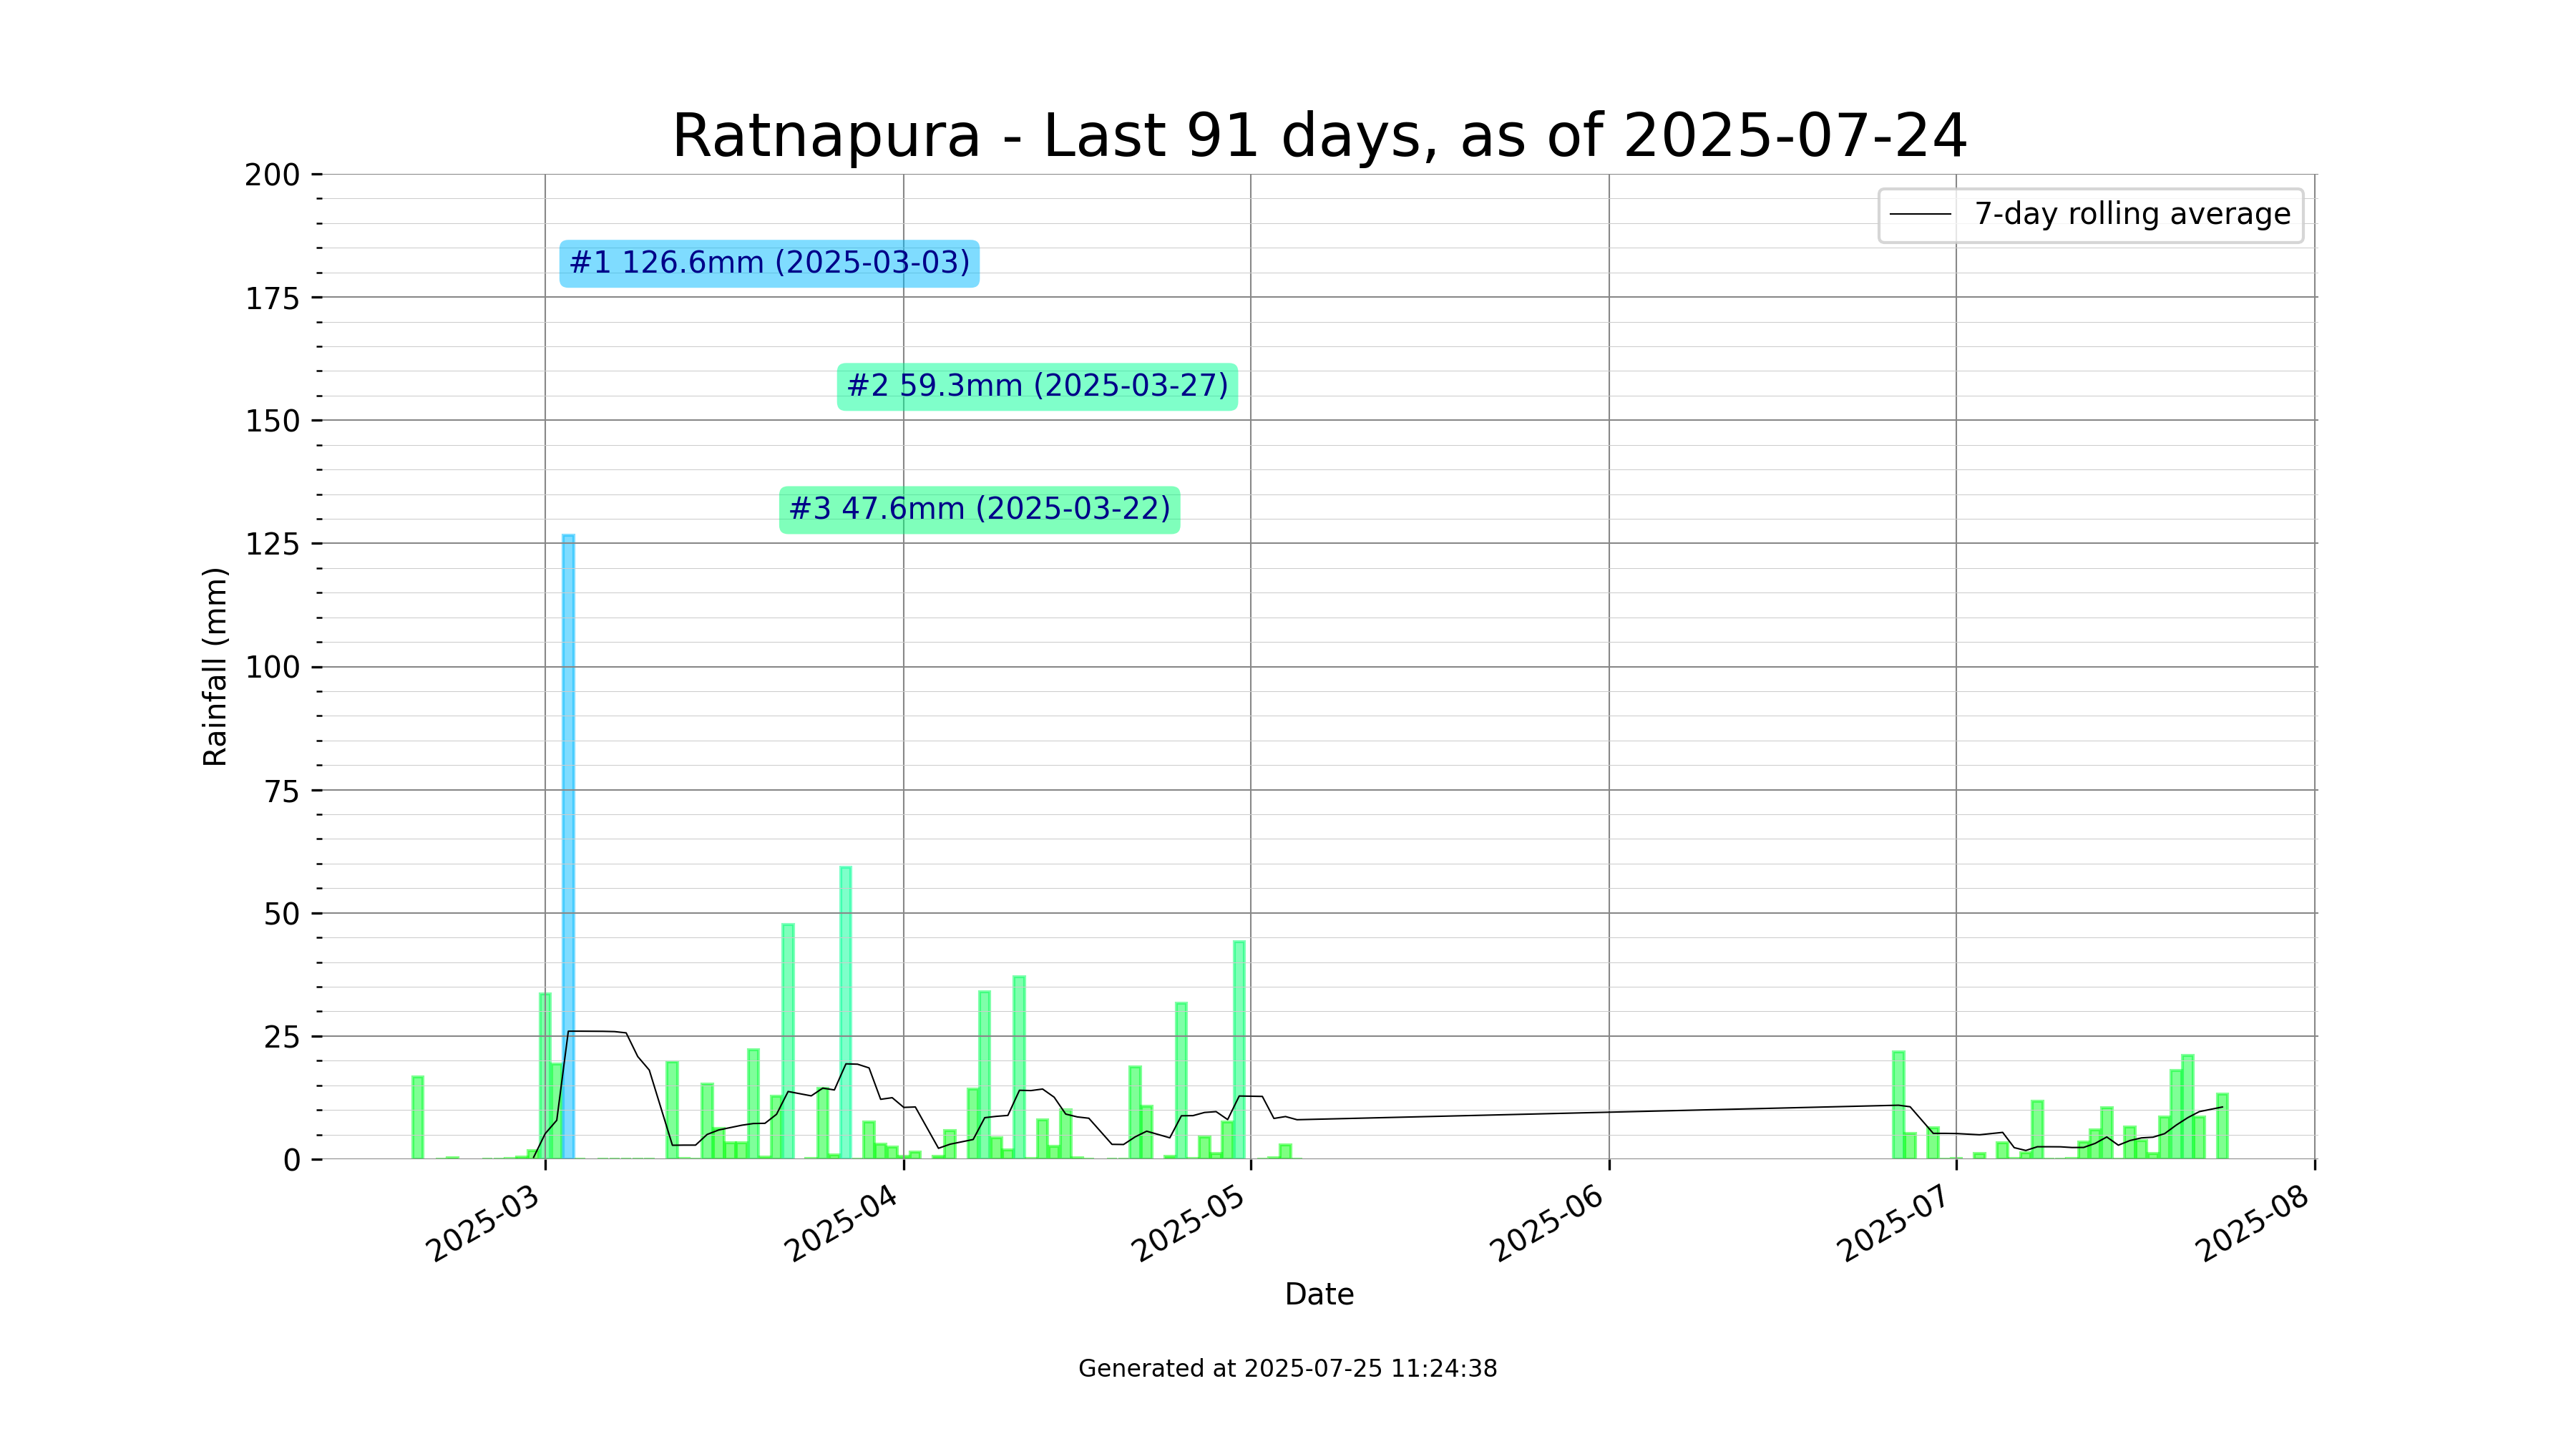 Ratnapura - Last 91 days, as of 2025-07-24
7-day rolling average
#1 126.6mm (2025-03-03)
#2 59.3mm (2025-03-27)
#3 47.6mm (2025-03-22)
Rainfall (mm)
200
175
150
125
100
75
50
25
0
2025-03
2025-04
2025-05
2025-06
2025-07
2025-08
Date
Generated at 2025-07-25 11:24:38